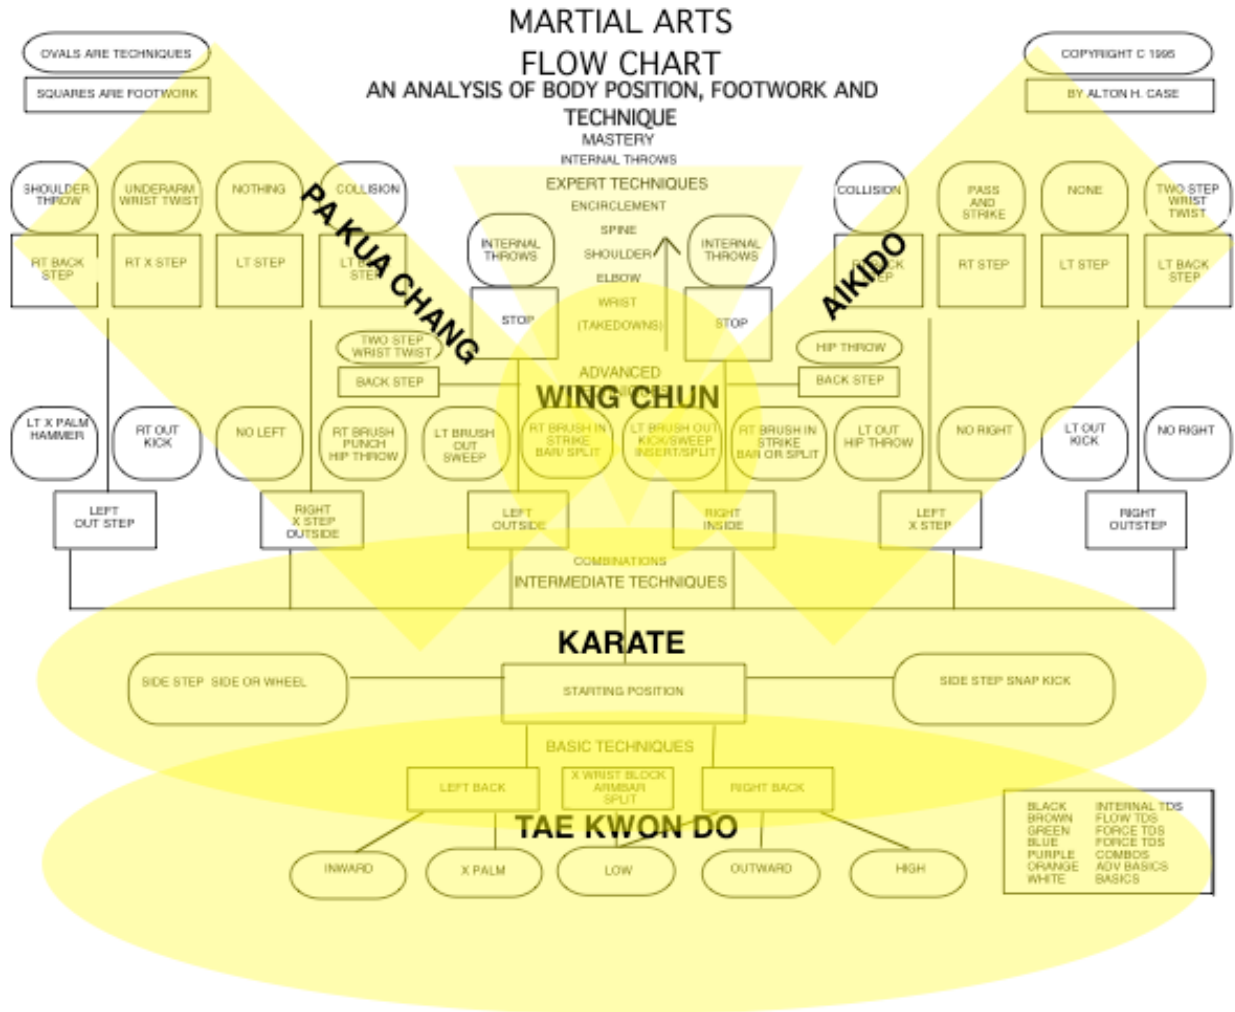 MARTIAL ARTS
FLOW CHART
AN ANALYSIS OF BODY POSITION, FOOTWORK AND
TECHNIQUE
OVALS ARE TECHNIQUES
SQUARES ARE FOOTWORK
COPYRIGHT C 1995
BY ALTON H. CASE
MASTERY
INTERNAL THROWS
EXPERT TECHNIQUES
ENCIRCLEMENT
SPINE
SHOULDER
ELBOW
WRIST
(TAKEDOWNS)
SHOULDER
THROW
UNDERARM
WRIST TWIST
NOTHING
COLLISION
RT BACK
STEP
RT X STEP
LT STEP
LT
STEP
PA KUA CHANG
INTERNAL
THROWS
STOP
INTERNAL
THROWS
STOP
COLLISION
PASS
AND
STRIKE
NONE
TWO STEP
WRIST
TWIST
STEP
RT STEP
LT STEP
LT BACK
STEP
AIKIDO
TWO STEP
WRIST TWIST
BACK STEP
HIP THROW
BACK STEP
ADVANCED
WING CHUN
LT X PALM
HAMMER
RT OUT
KICK
NO LEFT
RT BRUSH
PUNCH
HIP THROW
LT BRUSH
OUT
SWEEP
RT BRUSH IN
STRIKE
BAR/ SPLIT
LT BRUSH OUT
KICK/SWEEP
INSERT/SPLIT
RT BRUSH IN
STRIKE
BAR OR SPLIT
LT OUT
HIP THROW
NO RIGHT
LT OUT
KICK
NO RIGHT
LEFT
OUT STEP
RIGHT
X STEP
OUTSIDE
LEFT
OUTSIDE
RIGHT
INSIDE
LEFT
X STEP
RIGHT
OUTSTEP
COMBINATIONS
INTERMEDIATE TECHNIQUES
KARATE
SIDE STEP SIDE OR WHEEL
STARTING POSITION
SIDE STEP SNAP KICK
BASIC TECHNIQUES
LEFT BACK
X WRIST BLOCK
ARMBAR
SPLIT
RIGHT BACK
TAE KWON DO
INWARD
X PALM
LOW
OUTWARD
HIGH
BLACK INTERNAL TDS
BROWN FLOW TDS
GREEN FORCE TDS
BLUE FORCE TDS
PURPLE COMBOS
ORANGE ADV BASICS
WHITE BASICS